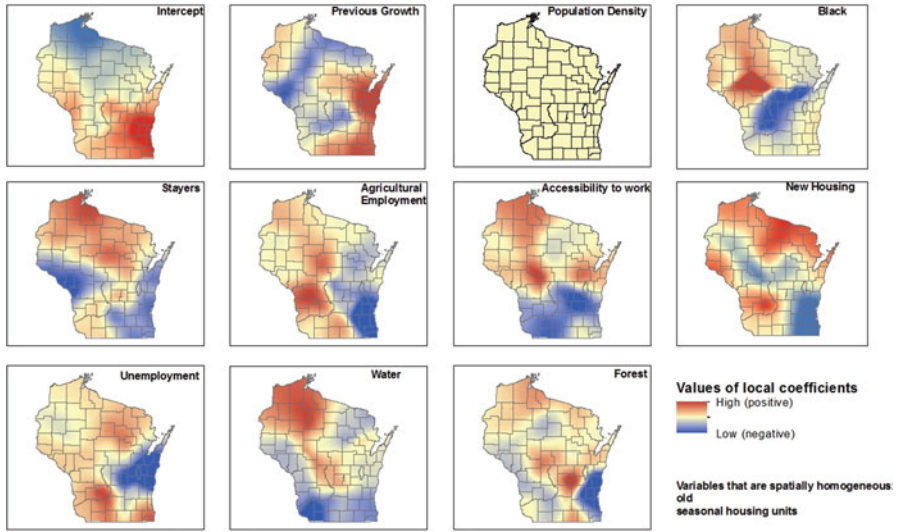 Intercept
Previous Growth
Population Density
Black
Stayers
Agricultural
Employment
Accessibility to work
New Housing
Unemployment
Water
Forest
Values of local coefficients
High (positive)
Low (negative)
Variables that are spatially homogeneous:
old
seasonal housing units